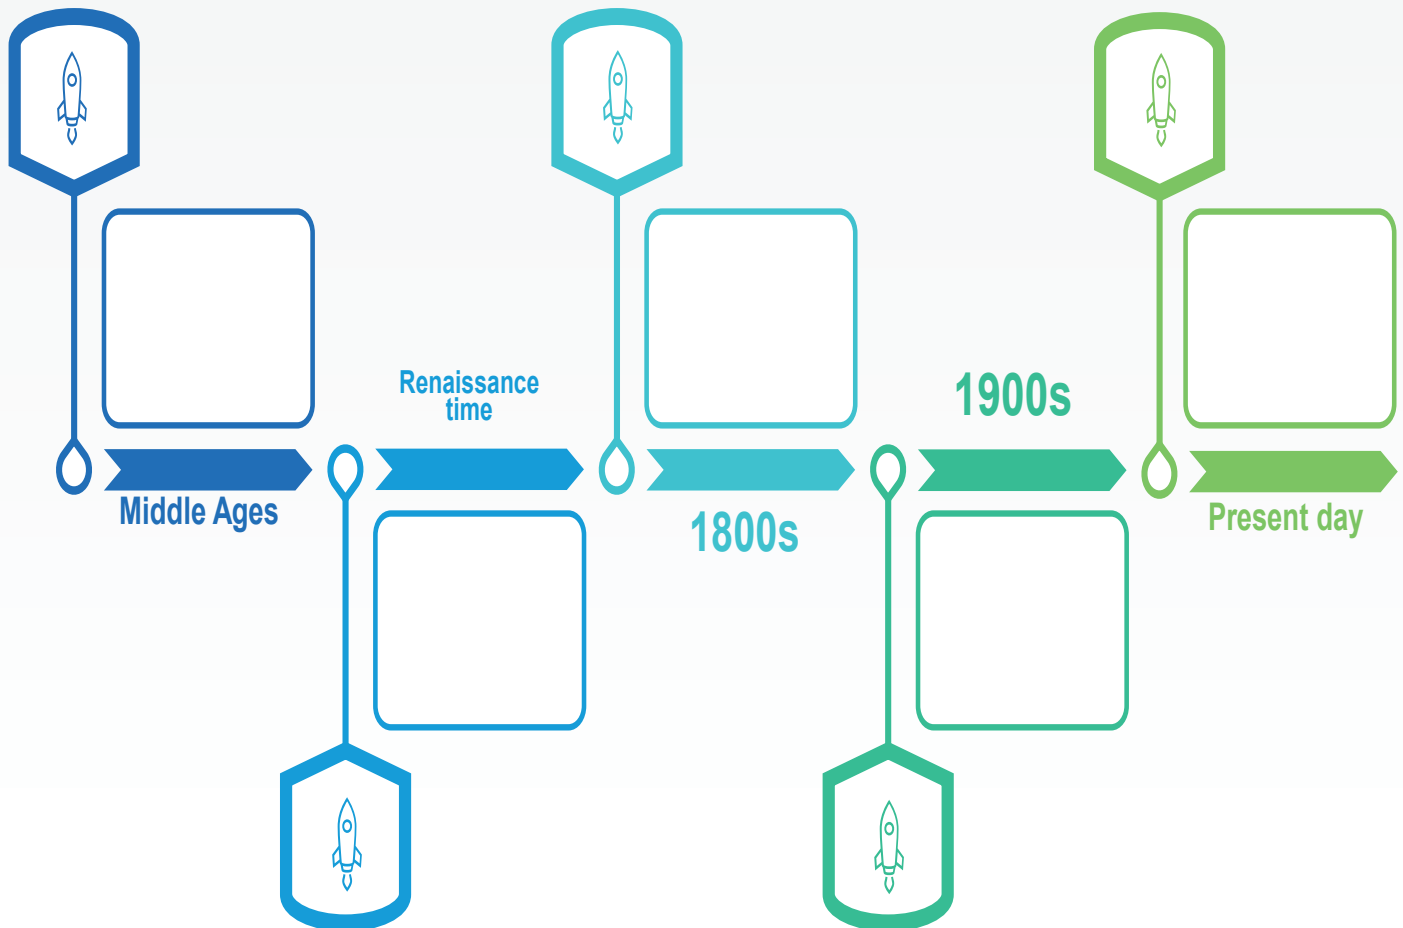 Middle Ages
Renaissance
time
1800s
1900s
Present day